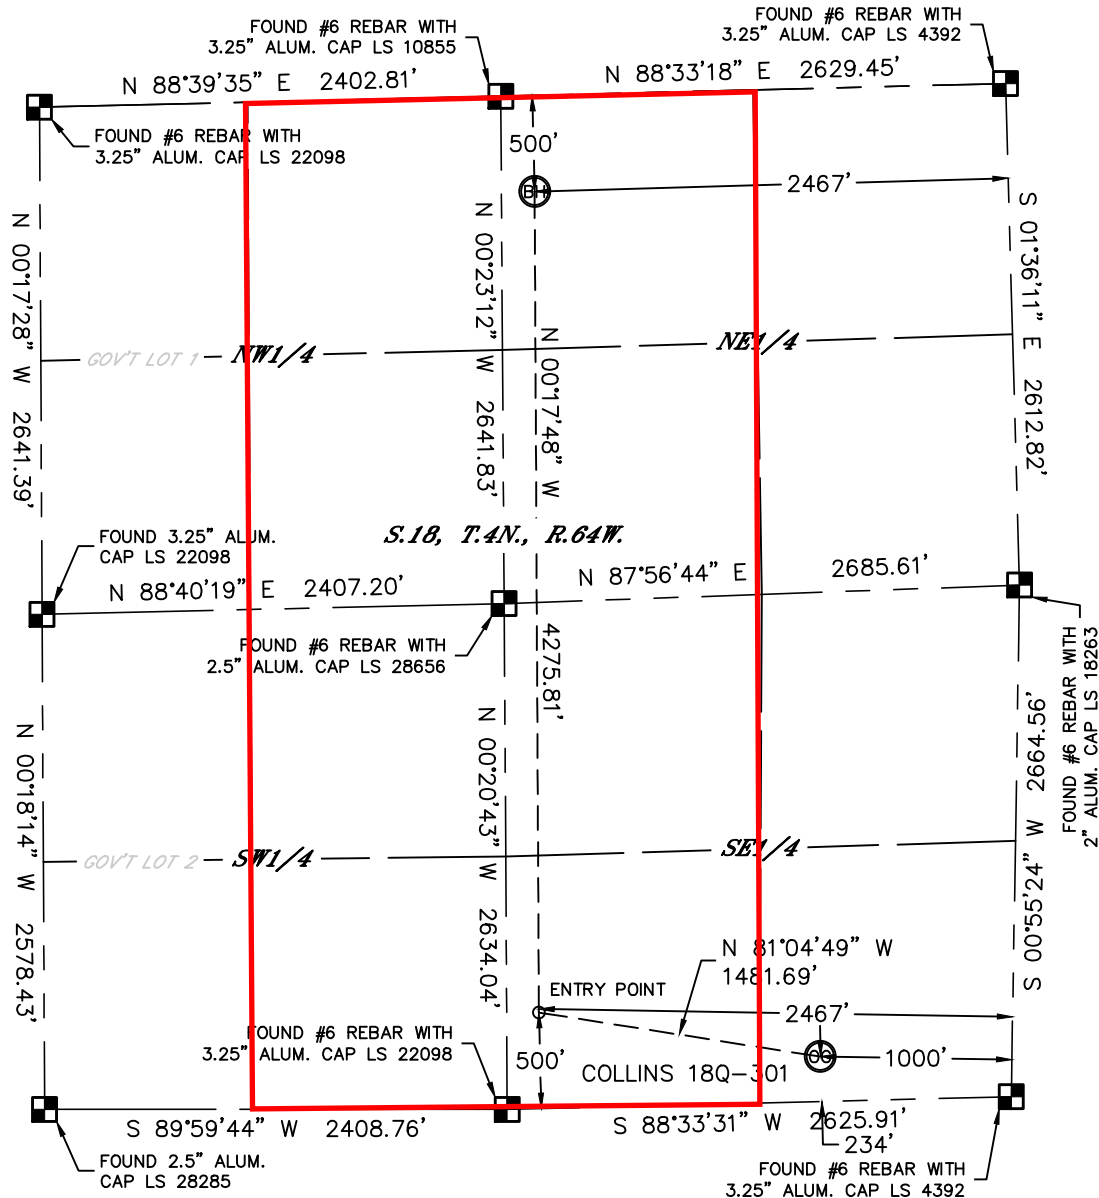 FOUND #6 REBAR WITH
3.25" ALUM. CAP LS 10855
FOUND #6 REBAR WITH
3.25" ALUM. CAP LS 4392
N 88°39'35" E 2402.81'
N 88°33'18" E 2629.45'
FOUND #6 REBAR WITH
3.25" ALUM. CAP LS 22098
500'
BH
2467'
N 00°17'28" W 2641.39'
N 00°23'12" W 2641.83'
N 00°17'48" W 4275.81'
S 01°36'11" E 2612.82'
GOV'T LOT 1
NW1/4
NE1/4
S.18, T.4N., R.64W.
FOUND 3.25" ALUM.
CAP LS 22098
N 88°40'19" E 2407.20'
N 87°56'44" E 2685.61'
FOUND #6 REBAR WITH
2.5" ALUM. CAP LS 28656
FOUND #6 REBAR WITH
2" ALUM. CAP LS 18263
N 00°18'14" W 2578.43'
N 00°20'43" W 2634.04'
S 00°55'24" W 2664.56'
GOV'T LOT 2
SW1/4
SE1/4
N 81°04'49" W
1481.69'
ENTRY POINT
2467'
FOUND #6 REBAR WITH
3.25" ALUM. CAP LS 22098
500'
OG
1000'
COLLINS 18Q-301
S 89°59'44" W 2408.76'
S 88°33'31" W 2625.91'
234'
FOUND 2.5" ALUM.
CAP LS 28285
FOUND #6 REBAR WITH
3.25" ALUM. CAP LS 4392